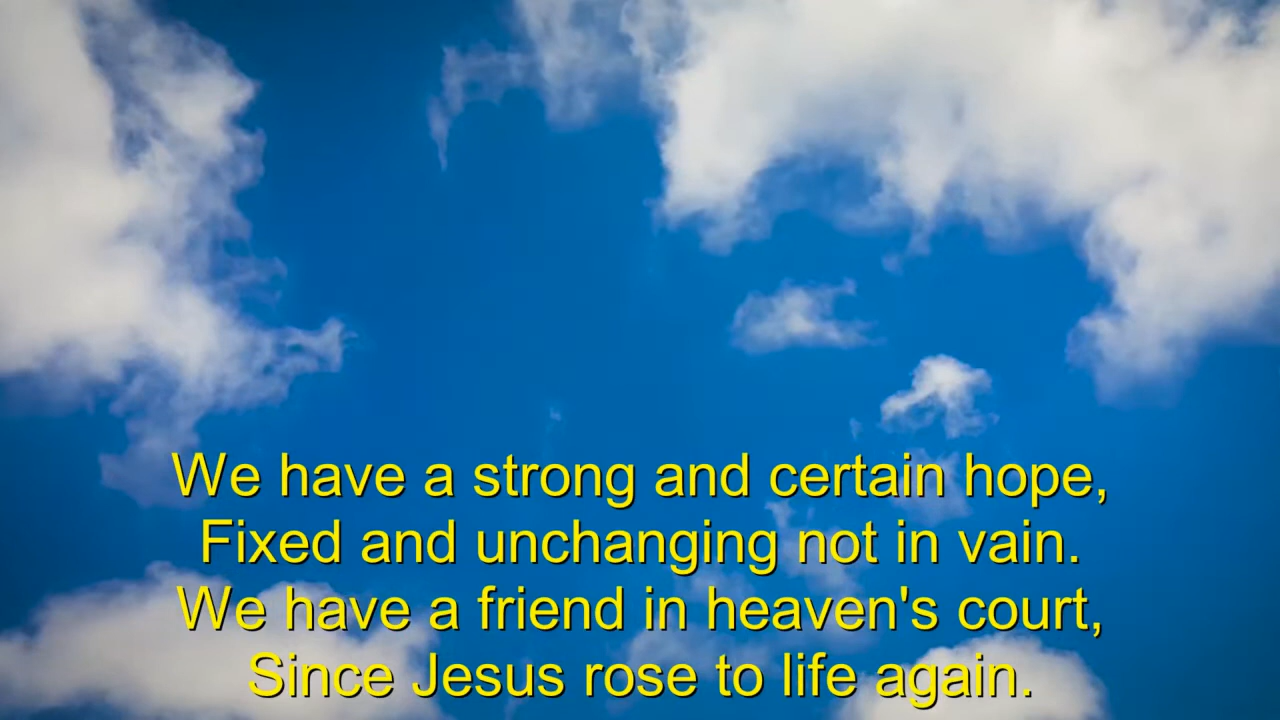 We have a strong and certain hope,
Fixed and unchanging not in vain.
We have a friend in heaven's court,
Since Jesus rose to life again.